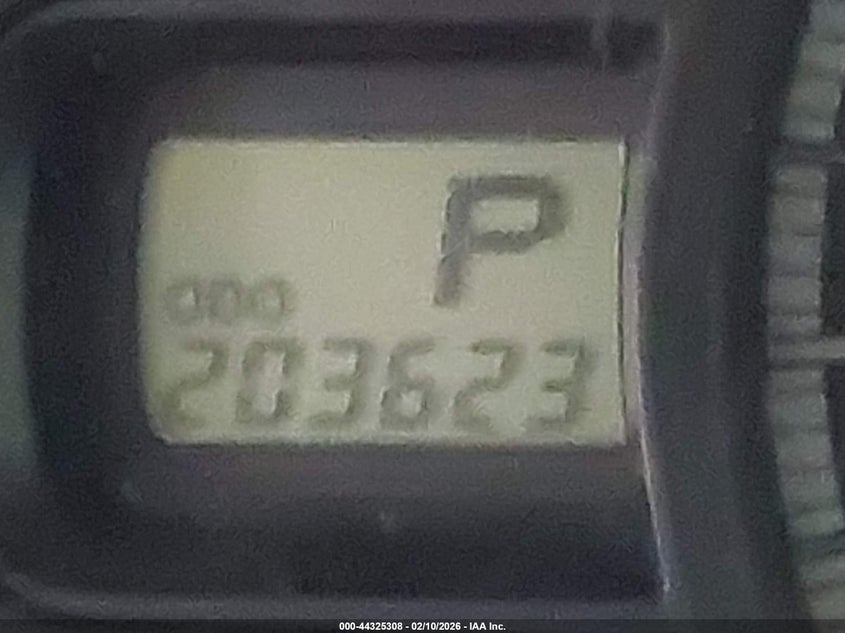 P
ODO
203623
000-44325308 - 02/10/2026 - IAA Inc.